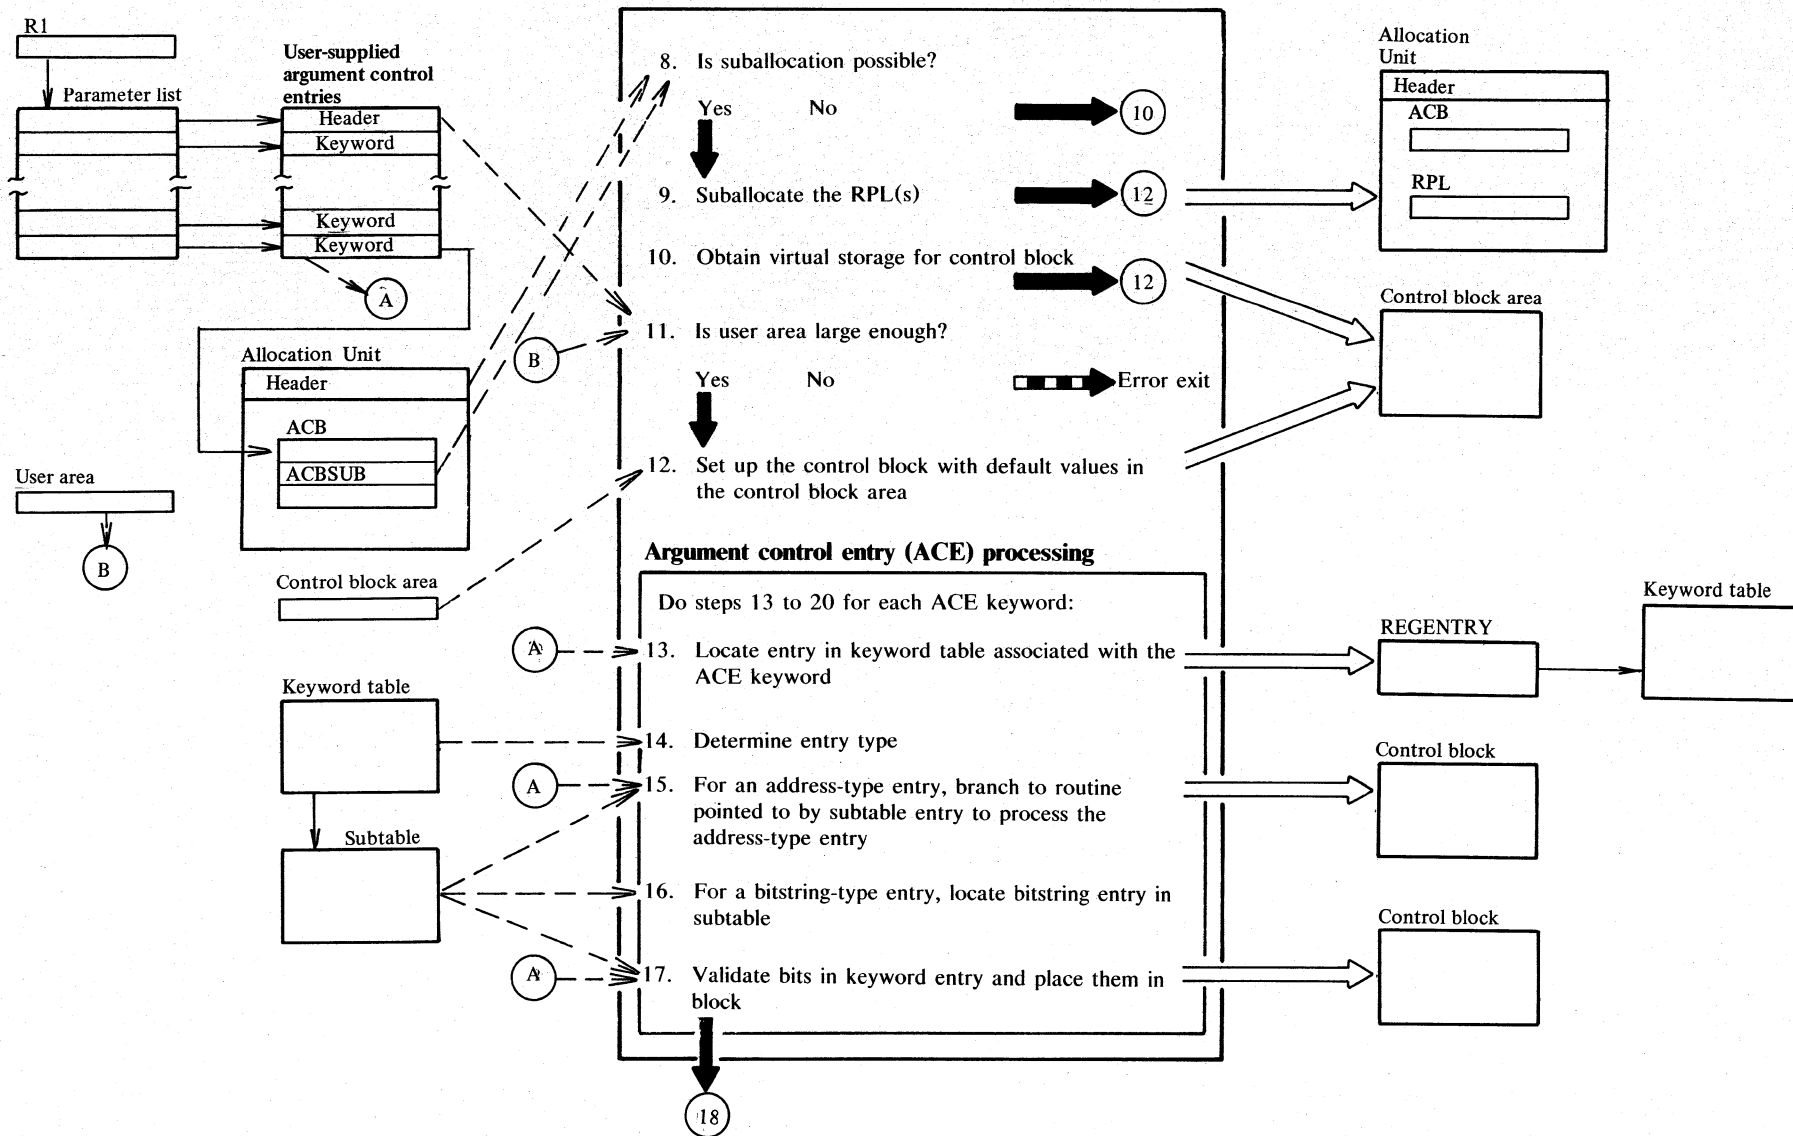 R1
Parameter list
User-supplied
argument control
entries
Header
Keyword
Keyword
Keyword
A
Allocation Unit
Header
ACB
ACBSUB
User area
B
Control block area
Keyword table
Subtable
B
A
A
A
8. Is suballocation possible?
Yes No
10
9. Suballocate the RPL(s)
12
10. Obtain virtual storage for control block
12
11. Is user area large enough?
Yes No
Error exit
12. Set up the control block with default values in
the control block area
Argument control entry (ACE) processing
Do steps 13 to 20 for each ACE keyword:
13. Locate entry in keyword table associated with the
ACE keyword
14. Determine entry type
15. For an address-type entry, branch to routine
pointed to by subtable entry to process the
address-type entry
16. For a bitstring-type entry, locate bitstring entry in
subtable
17. Validate bits in keyword entry and place them in
block
18
Allocation
Unit
Header
ACB
RPL
Control block area
REGENTRY
Keyword table
Control block
Control block